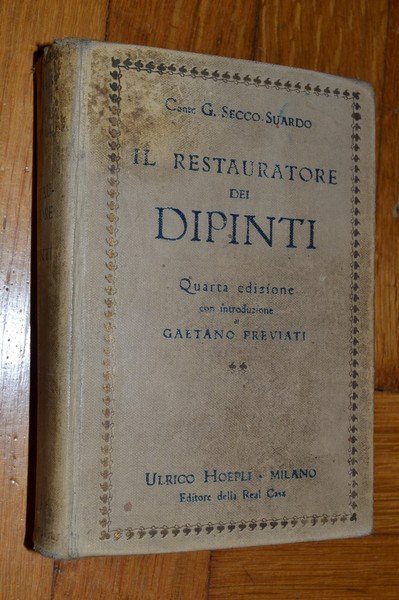 Conte G. SECCO-SUARDO
IL RESTAURATORE
DEI
DIPINTI
Quarta edizione
con introduzione
di
GAETANO PREVIATI
ULRICO HOEPLI - MILANO
Editore della Real Casa